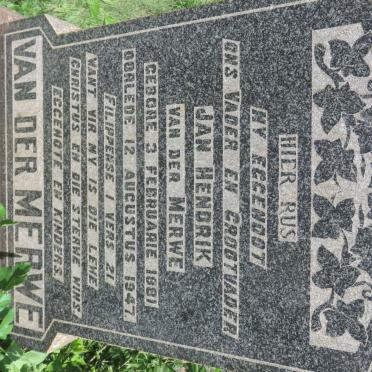 HIER RUS
MY EGGENOOT
ONS VADER EN GROOTVADER
JAN HENDRIK
VAN DER MERWE
GEBORE 3 FEBRUARIE 1881
OORLEDE 12 AUGUSTUS 1947
FILIPPENSE 1 VERS 21
WANT VIR MY IS DIE LEWE
CHRISTUS EN DIE STERWE WINS
EGGENOTE EN KINDERS
VAN DER MERWE